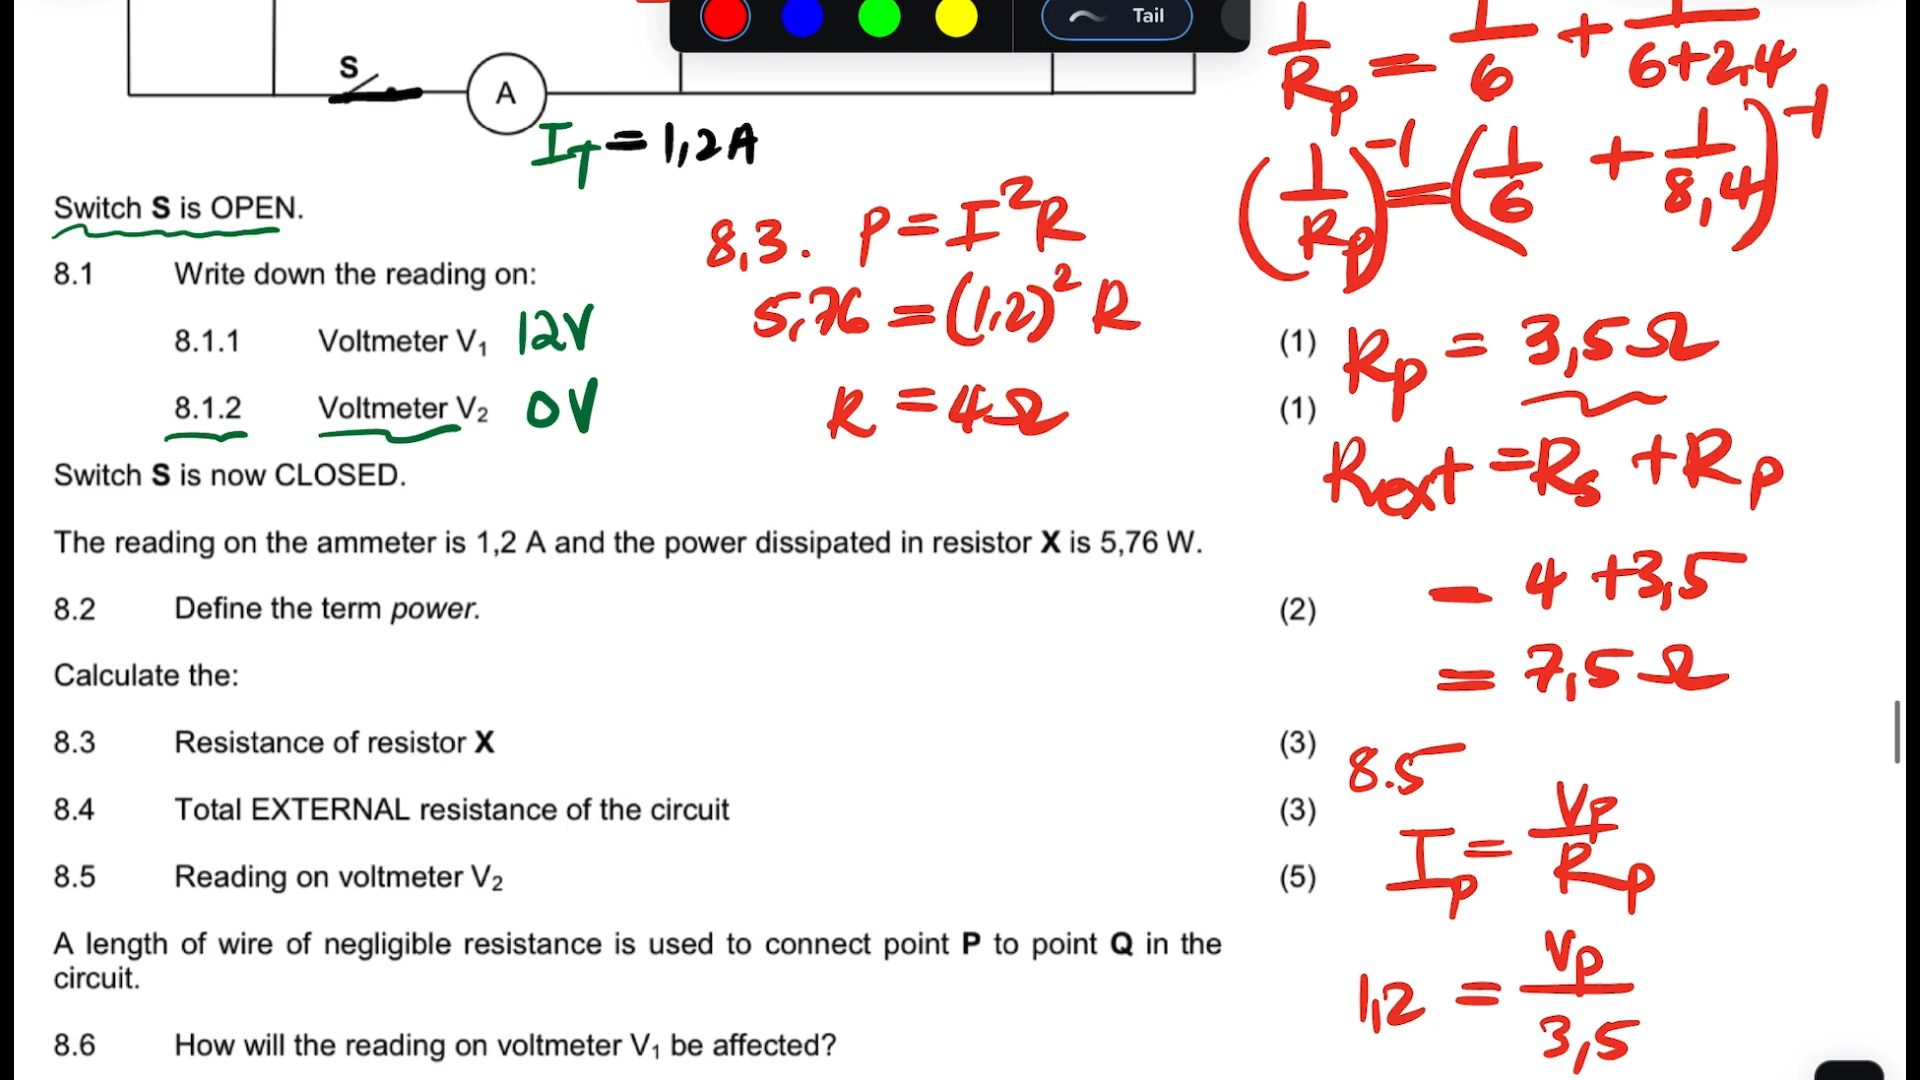 Tail
S
A
I_T = 1,2A
Switch S is OPEN.
8.1 Write down the reading on:
8.1.1 Voltmeter V₁ 12V (1)
8.1.2 Voltmeter V₂ 0V (1)
Switch S is now CLOSED.
The reading on the ammeter is 1,2 A and the power dissipated in resistor X is 5,76 W.
8.2 Define the term power. (2)
Calculate the:
8.3 Resistance of resistor X (3)
8.4 Total EXTERNAL resistance of the circuit (3)
8.5 Reading on voltmeter V₂ (5)
A length of wire of negligible resistance is used to connect point P to point Q in the
circuit.
8.6 How will the reading on voltmeter V₁ be affected?
8,3. P = I²R
5,76 = (1,2)² R
R = 4Ω
1/Rp = 1/6 + 1/6+2,4
(1/Rp)⁻¹ = (1/6 + 1/8,4)⁻¹
Rp = 3,5Ω
Rext = Rs + Rp
= 4 + 3,5
= 7,5Ω
8.5
Ip = Vp/Rp
1,2 = Vp/3,5